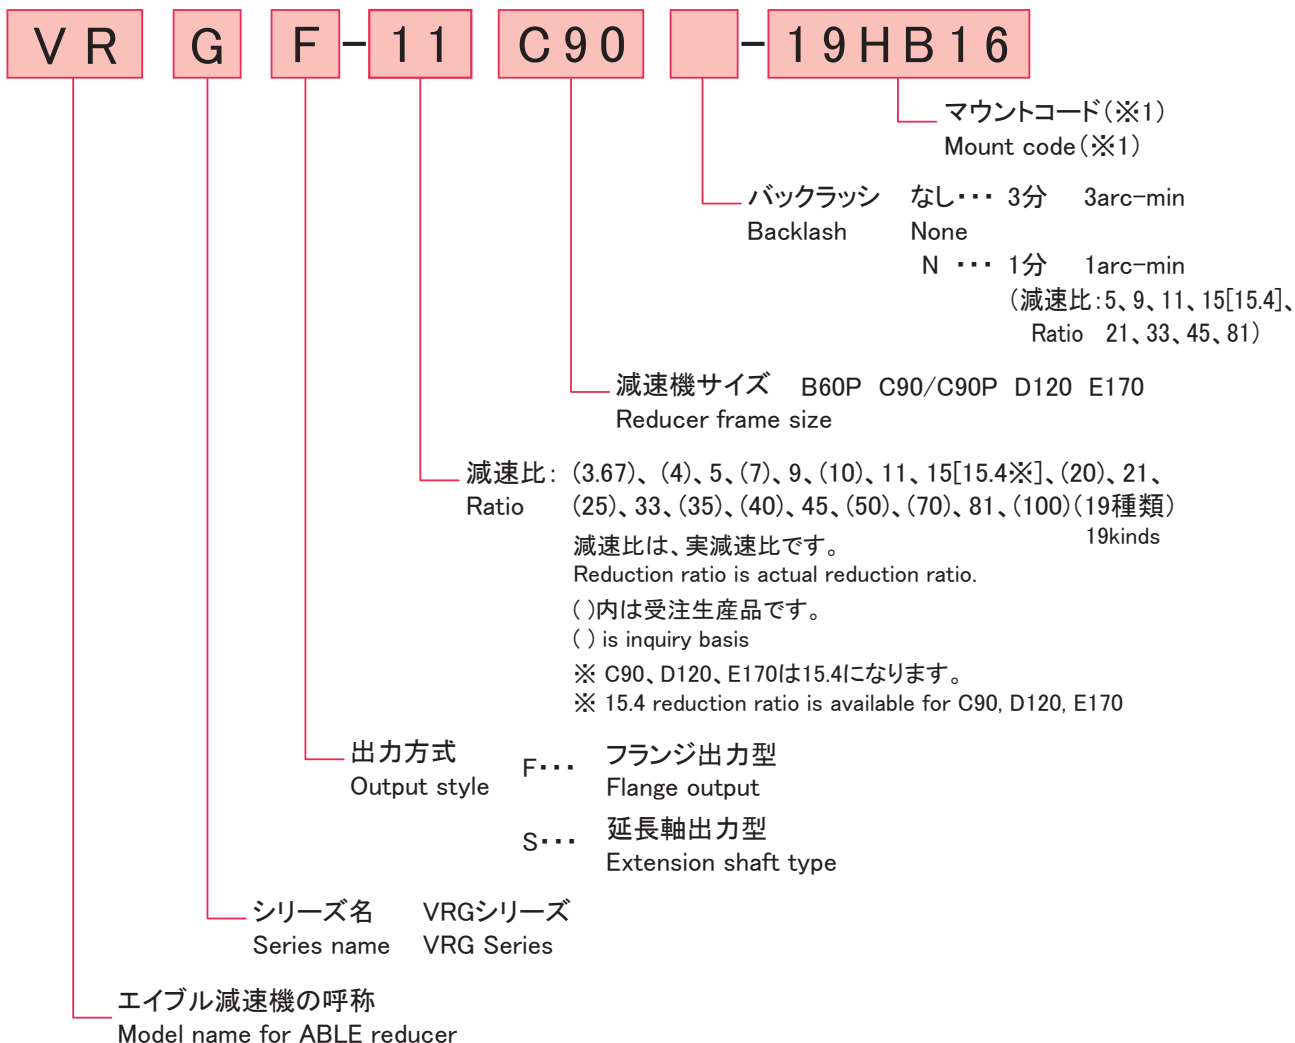 VR G F-11 C90 -19HB16
マウントコード(※1)
Mount code(※1)
バックラッシ なし・・・ 3分 3arc-min
Backlash None
N ・・・ 1分 1arc-min
(減速比:5、9、11、15[15.4]、
Ratio 21、33、45、81)
減速機サイズ B60P C90/C90P D120 E170
Reducer frame size
減速比: (3.67)、(4)、5、(7)、9、(10)、11、15[15.4※]、(20)、21、
Ratio (25)、33、(35)、(40)、45、(50)、(70)、81、(100)(19種類)
19kinds
減速比は、実減速比です。
Reduction ratio is actual reduction ratio.
( )内は受注生産品です。
( ) is inquiry basis
※ C90、D120、E170は15.4になります。
※ 15.4 reduction ratio is available for C90, D120, E170
出力方式 F・・・ フランジ出力型
Output style Flange output
S・・・ 延長軸出力型
Extension shaft type
シリーズ名 VRGシリーズ
Series name VRG Series
エイブル減速機の呼称
Model name for ABLE reducer